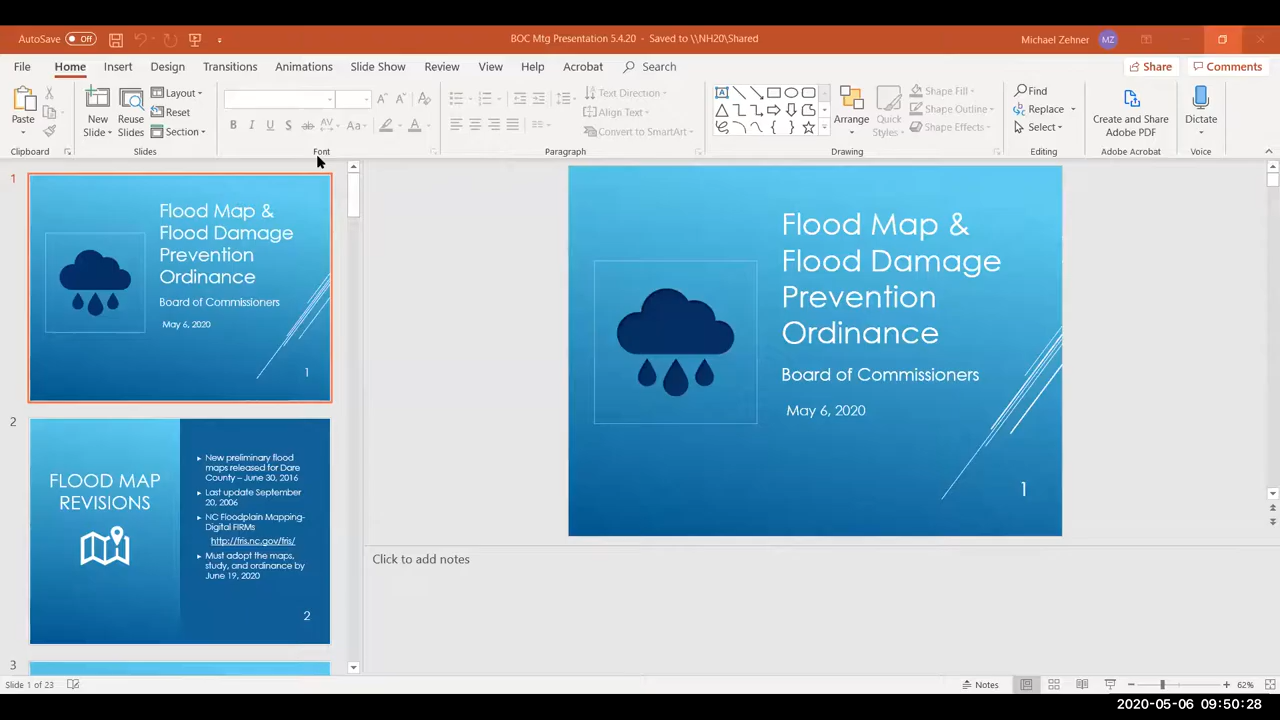 AutoSave Off
BOC Mtg Presentation 5.4.20 - Saved to \\NH20\Shared
Michael Zehner MZ
File Home Insert Design Transitions Animations Slide Show Review View Help Acrobat Search Share Comments
Paste
New Slides
Reuse Slides
Layout
Reset
Section
B I U S ab AV Aa A
Text Direction
Align Text
Convert to SmartArt
Arrange
Quick Styles
Shape Fill
Shape Outline
Shape Effects
Find
Replace
Select
Create and Share
Adobe PDF
Dictate
Clipboard Slides Font Paragraph Drawing Editing Adobe Acrobat Voice
1
Flood Map &
Flood Damage
Prevention
Ordinance
Board of Commissioners
May 6, 2020
1
2
FLOOD MAP
REVISIONS
New preliminary flood
maps released for Dare
County – June 30, 2016
Last update September
20, 2006
NC Floodplain Mapping-
Digital FIRMs
http://fris.nc.gov/fris/
Must adopt the maps,
study, and ordinance by
June 19, 2020
2
3
Flood Map &
Flood Damage
Prevention
Ordinance
Board of Commissioners
May 6, 2020
1
Click to add notes
Slide 1 of 23
Notes
62%
2020-05-06 09:50:28